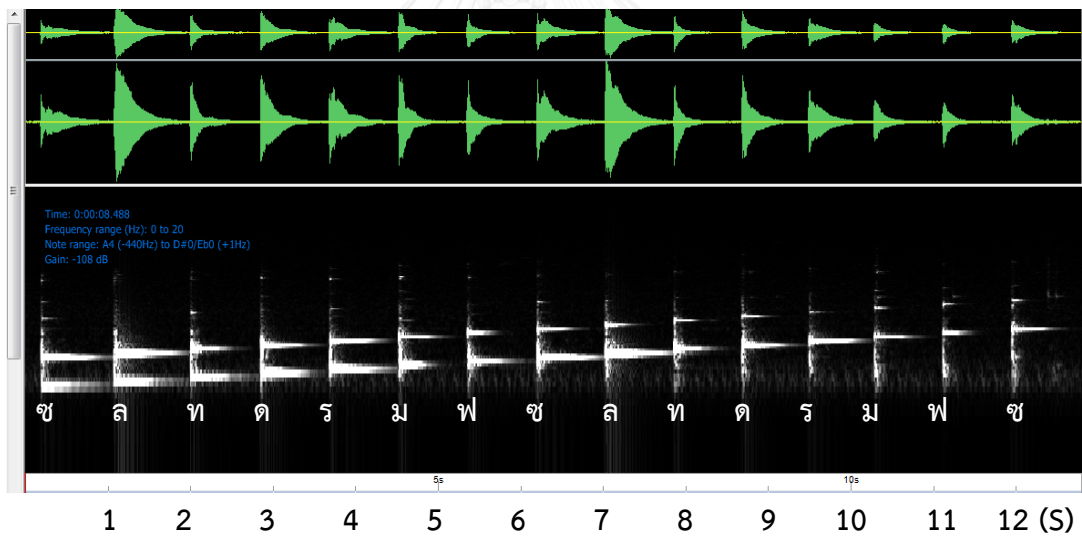 Time: 0:00:08.488
Frequency range (Hz): 0 to 20
Note range: A4 (-440Hz) to D#0/Eb0 (+1Hz)
Gain: -108 dB
ซ ล ท ด ร ม ฟ ซ ล ท ด ร ม ฟ ซ
5s 10s
1 2 3 4 5 6 7 8 9 10 11 12 (S)